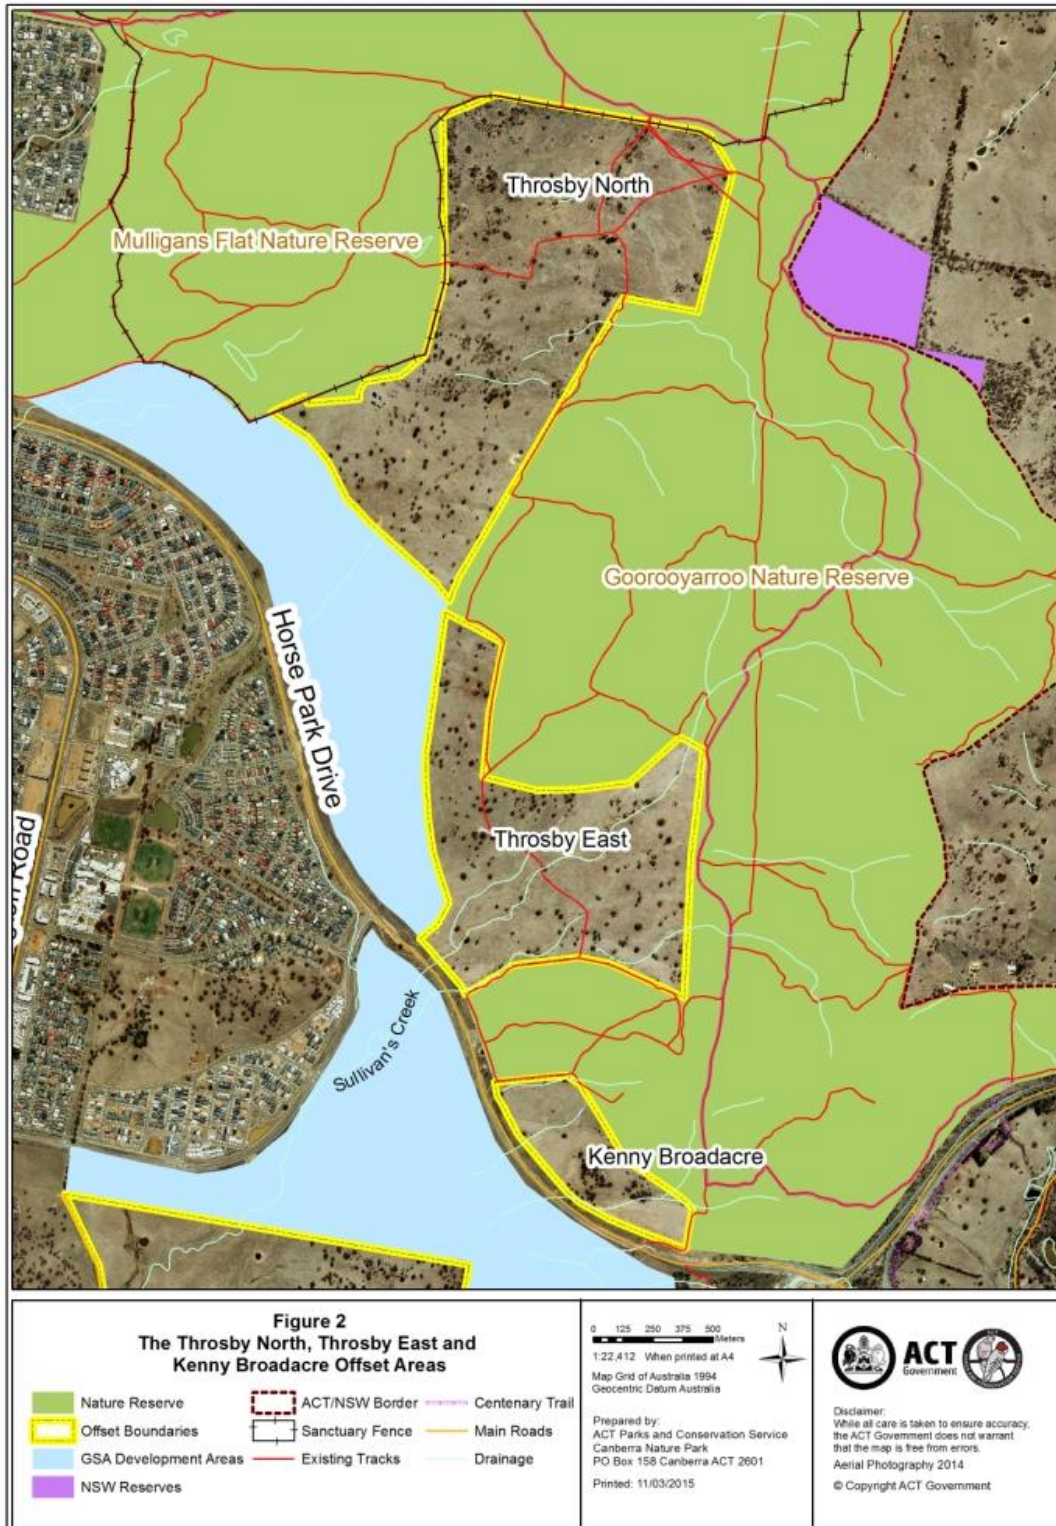 Throsby North
Mulligans Flat Nature Reserve
Goorooyarroo Nature Reserve
Horse Park Drive
Throsby East
Road
Sullivan's Creek
Kenny Broadacre
Figure 2
The Throsby North, Throsby East and
Kenny Broadacre Offset Areas
Nature Reserve
Offset Boundaries
GSA Development Areas
NSW Reserves
ACT/NSW Border
Sanctuary Fence
Existing Tracks
Centenary Trail
Main Roads
Drainage
0 125 250 375 500
Meters
1:22,412 When printed at A4
Map Grid of Australia 1994
Geocentric Datum Australia
N
Prepared by:
ACT Parks and Conservation Service
Canberra Nature Park
PO Box 158 Canberra ACT 2601
Printed: 11/03/2015
ACT
Government
Disclaimer:
While all care is taken to ensure accuracy,
the ACT Government does not warrant
that the map is free from errors.
Aerial Photography 2014
© Copyright ACT Government